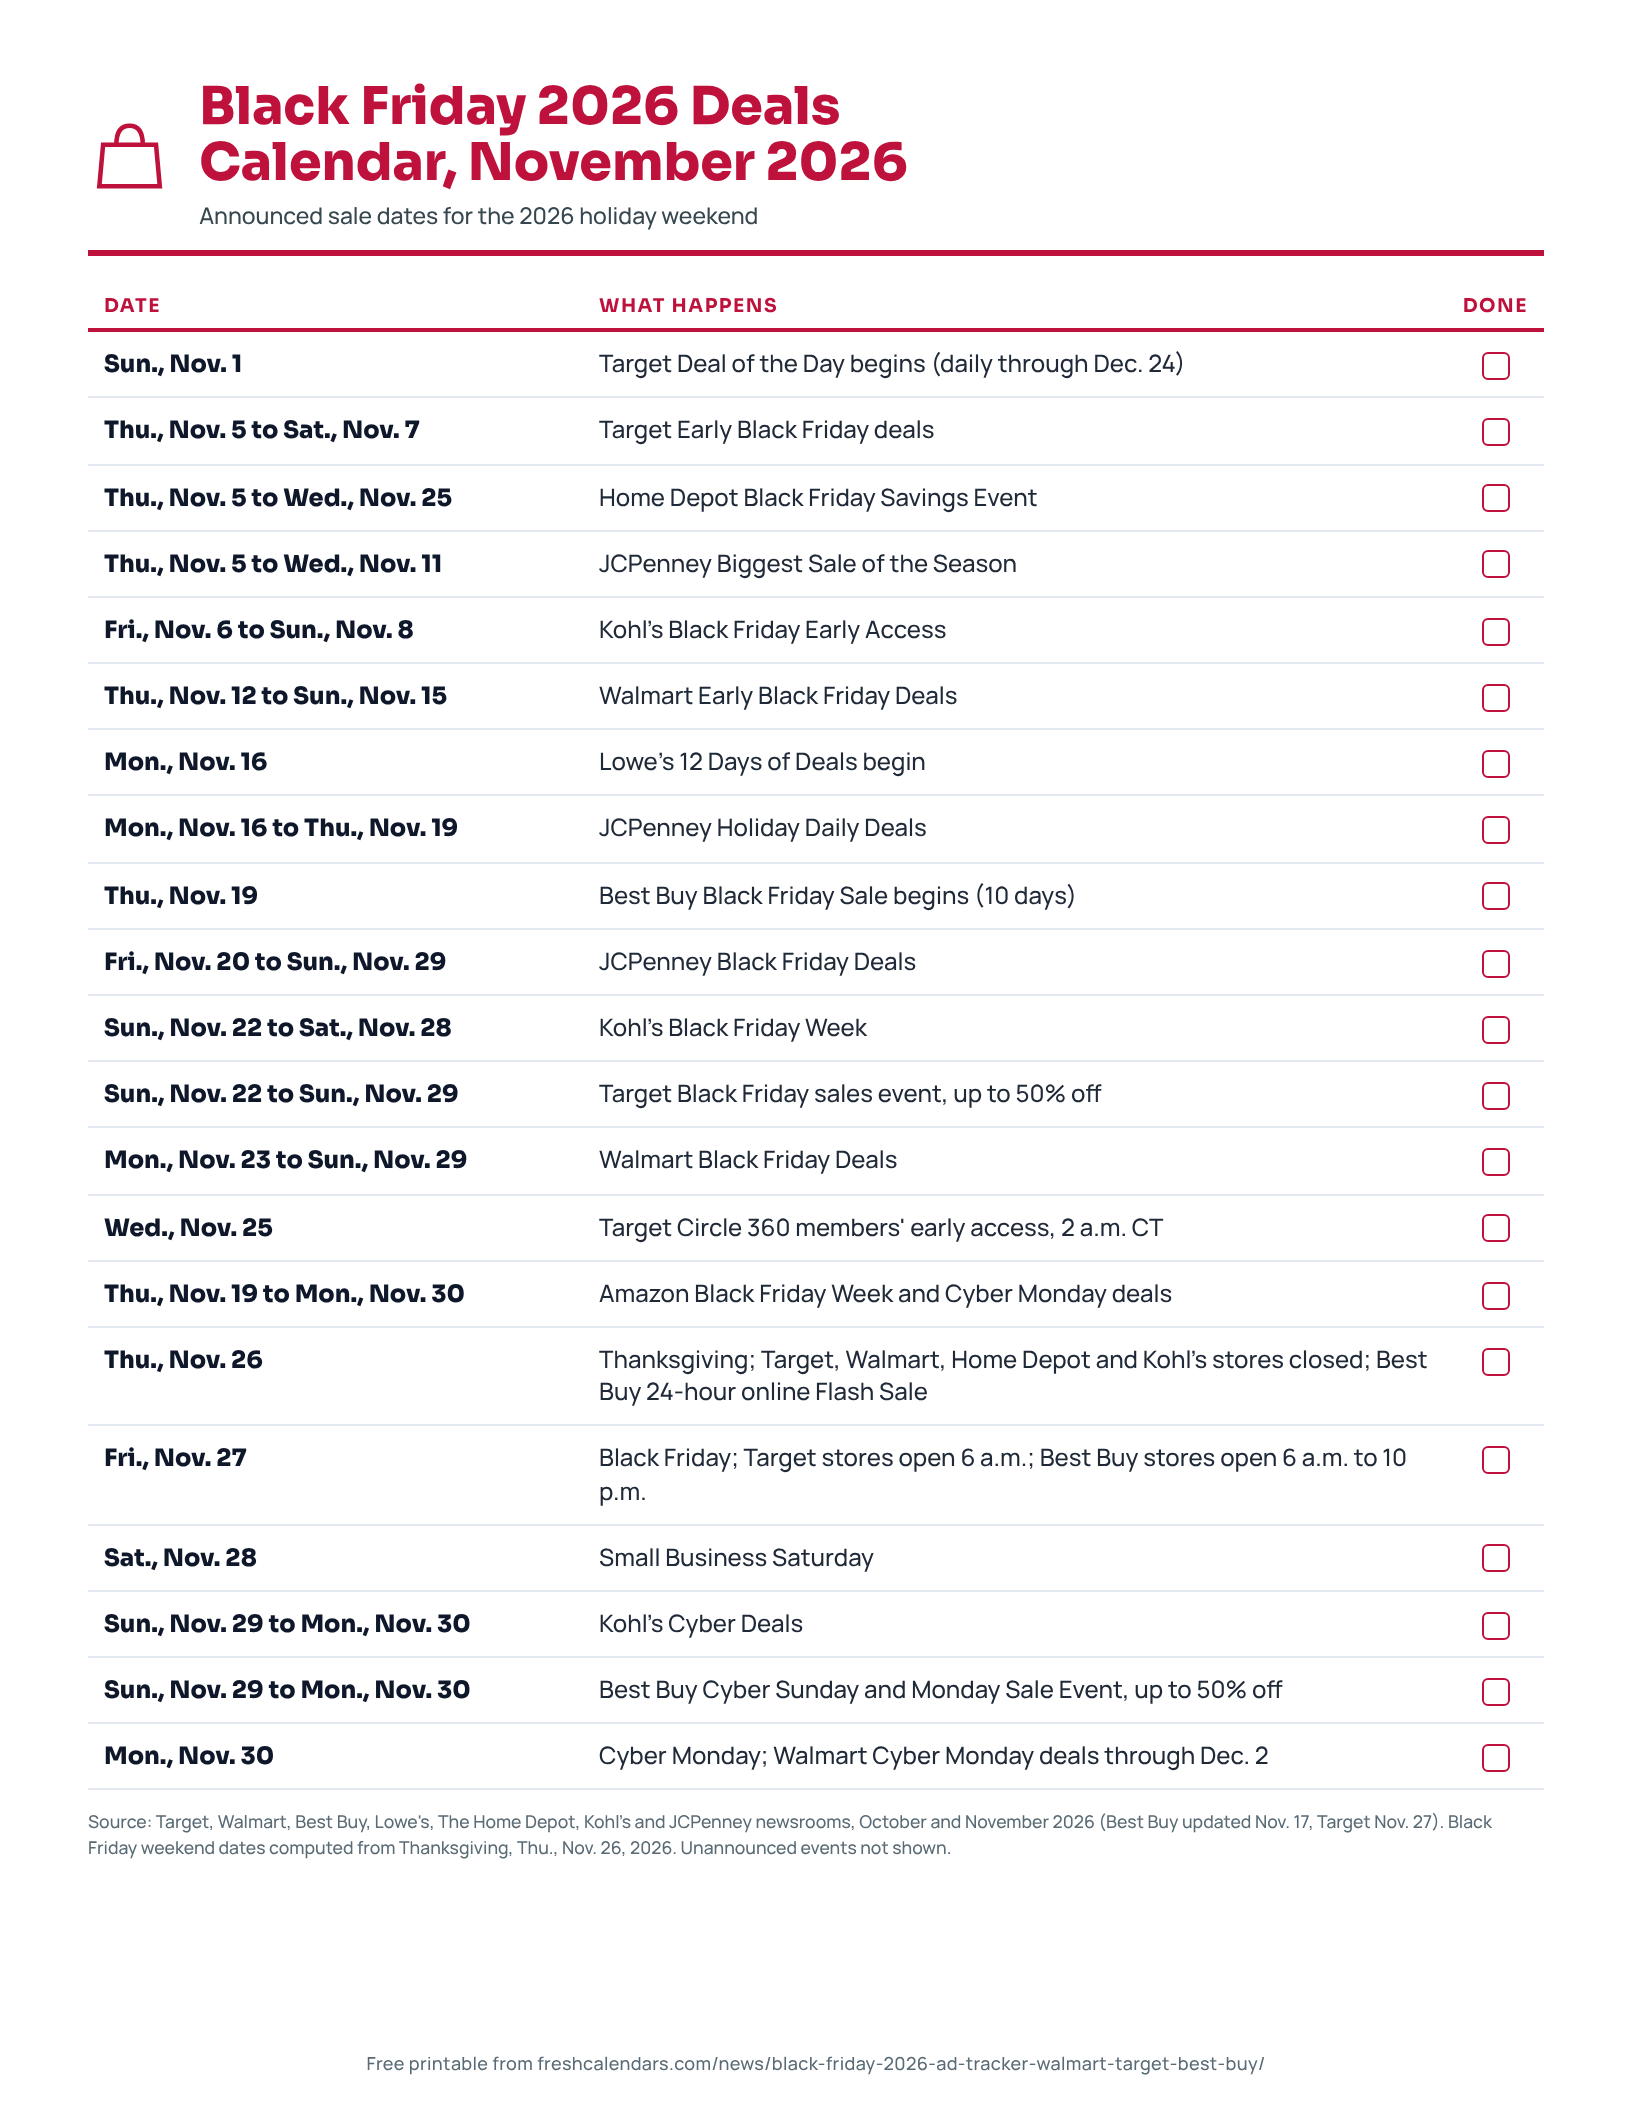 Black Friday 2026 Deals
Calendar, November 2026
Announced sale dates for the 2026 holiday weekend
DATE WHAT HAPPENS DONE
Sun., Nov. 1 Target Deal of the Day begins (daily through Dec. 24)
Thu., Nov. 5 to Sat., Nov. 7 Target Early Black Friday deals
Thu., Nov. 5 to Wed., Nov. 25 Home Depot Black Friday Savings Event
Thu., Nov. 5 to Wed., Nov. 11 JCPenney Biggest Sale of the Season
Fri., Nov. 6 to Sun., Nov. 8 Kohl’s Black Friday Early Access
Thu., Nov. 12 to Sun., Nov. 15 Walmart Early Black Friday Deals
Mon., Nov. 16 Lowe’s 12 Days of Deals begin
Mon., Nov. 16 to Thu., Nov. 19 JCPenney Holiday Daily Deals
Thu., Nov. 19 Best Buy Black Friday Sale begins (10 days)
Fri., Nov. 20 to Sun., Nov. 29 JCPenney Black Friday Deals
Sun., Nov. 22 to Sat., Nov. 28 Kohl’s Black Friday Week
Sun., Nov. 22 to Sun., Nov. 29 Target Black Friday sales event, up to 50% off
Mon., Nov. 23 to Sun., Nov. 29 Walmart Black Friday Deals
Wed., Nov. 25 Target Circle 360 members' early access, 2 a.m. CT
Thu., Nov. 19 to Mon., Nov. 30 Amazon Black Friday Week and Cyber Monday deals
Thu., Nov. 26 Thanksgiving; Target, Walmart, Home Depot and Kohl’s stores closed; Best
Buy 24-hour online Flash Sale
Fri., Nov. 27 Black Friday; Target stores open 6 a.m.; Best Buy stores open 6 a.m. to 10
p.m.
Sat., Nov. 28 Small Business Saturday
Sun., Nov. 29 to Mon., Nov. 30 Kohl’s Cyber Deals
Sun., Nov. 29 to Mon., Nov. 30 Best Buy Cyber Sunday and Monday Sale Event, up to 50% off
Mon., Nov. 30 Cyber Monday; Walmart Cyber Monday deals through Dec. 2
Source: Target, Walmart, Best Buy, Lowe’s, The Home Depot, Kohl’s and JCPenney newsrooms, October and November 2026 (Best Buy updated Nov. 17, Target Nov. 27). Black
Friday weekend dates computed from Thanksgiving, Thu., Nov. 26, 2026. Unannounced events not shown.
Free printable from freshcalendars.com/news/black-friday-2026-ad-tracker-walmart-target-best-buy/